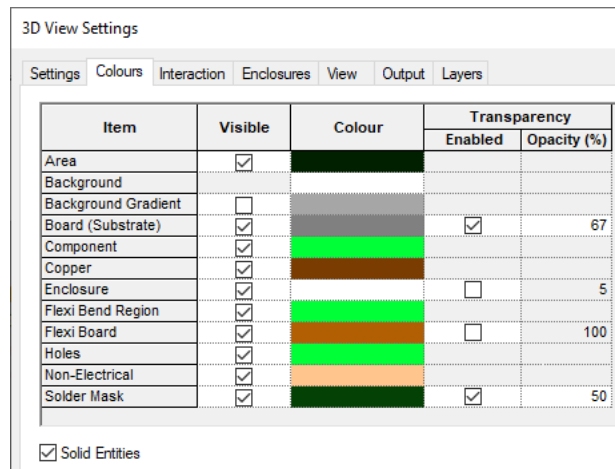 3D View Settings
Settings Colours Interaction Enclosures View Output Layers
Item Visible Colour Transparency
Enabled Opacity (%)
Area
Background
Background Gradient
Board (Substrate) 67
Component
Copper
Enclosure 5
Flexi Bend Region
Flexi Board 100
Holes
Non-Electrical
Solder Mask 50
Solid Entities